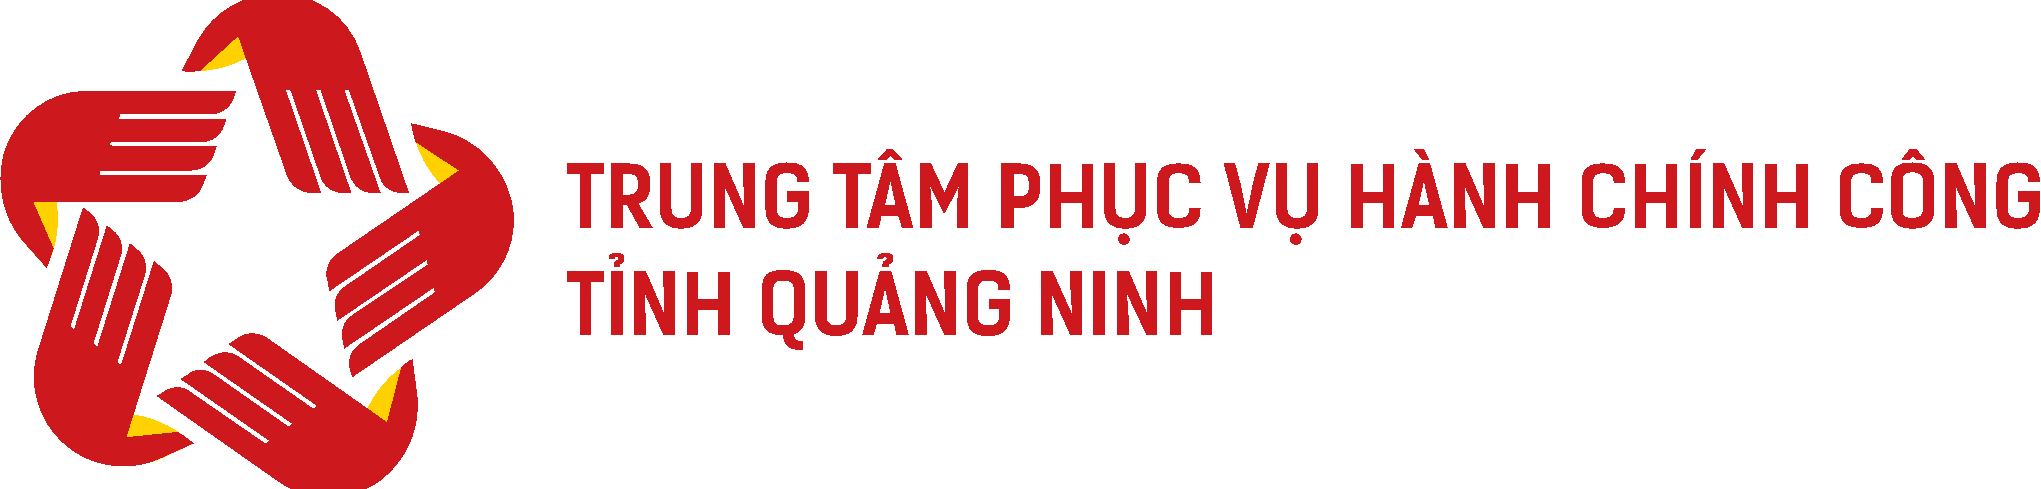 TRUNG TÂM PHỤC VỤ HÀNH CHÍNH CÔNG
TỈNH QUẢNG NINH